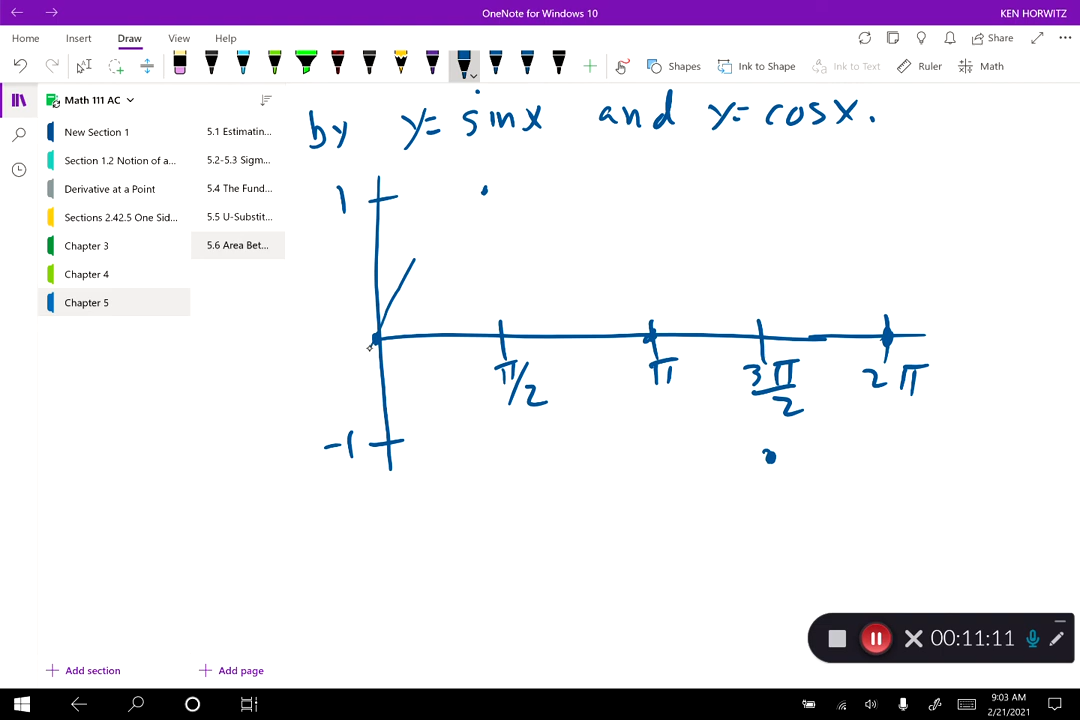 OneNote for Windows 10
KEN HORWITZ
Home Insert Draw View Help
Share
Shapes Ink to Shape Ink to Text Ruler Math
Math 111 AC
New Section 1
Section 1.2 Notion of a...
Derivative at a Point
Sections 2.42.5 One Sid...
Chapter 3
Chapter 4
Chapter 5
5.1 Estimatin...
5.2-5.3 Sigm...
5.4 The Fund...
5.5 U-Substit...
5.6 Area Bet...
by y= sinx and y= cosx.
1
π/2 π 3π/2 2π
-1
00:11:11
Add section
Add page
9:03 AM
2/21/2021